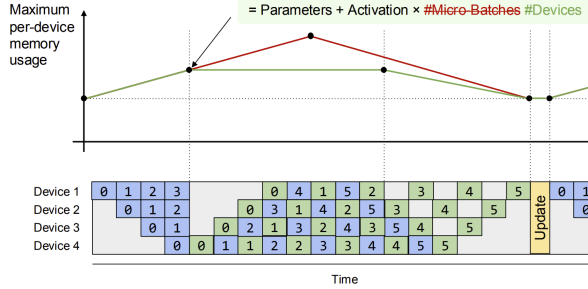 Maximum
per-device
memory
usage
= Parameters + Activation × #Micro-Batches #Devices
Device 1 0 1 2 3 0 4 1 5 2 3 4 5 0 1
Device 2 0 1 2 0 3 1 4 2 5 3 4 5 0
Device 3 0 1 0 2 1 3 2 4 3 5 4 5
Device 4 0 0 1 1 2 2 3 3 4 4 5 5
Update
Time